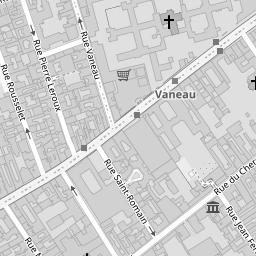 Rue Vaneau
Rue Pierre Leroux
Rue Rousselet
Vaneau
Rue Saint-Romain
Rue du Cher
Rue Jean Fer